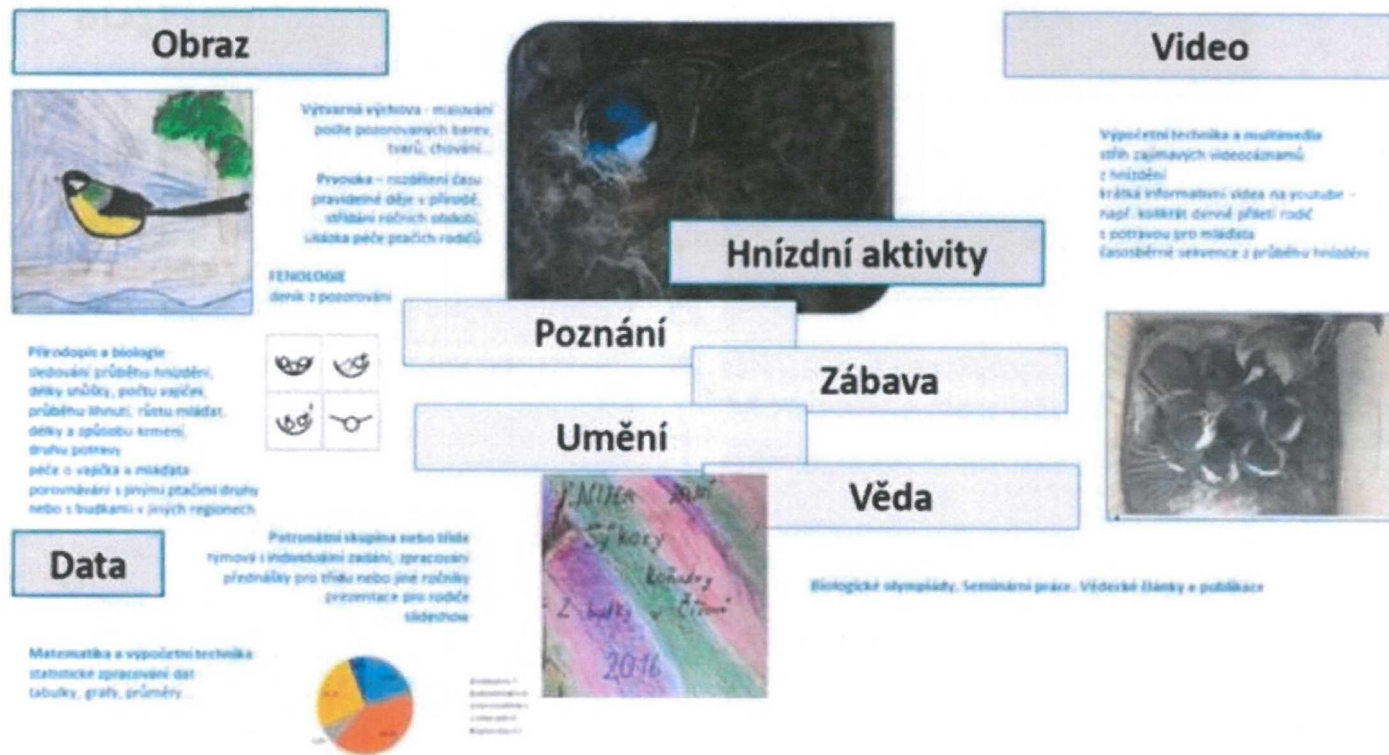 Obraz
Výtvarná výchova - malování
podle pozorovaných barev,
tvarů, chování...
Prvouka – rozdělení času
pravidelné děje v přírodě,
střídání ročních období,
ukázka péče ptačích rodičů
FENOLOGIE
deník z pozorování
Přírodopis a biologie
sledování průběhu hnízdění,
délky snůšky, počtu vajíček,
průběhu líhnutí, růstu mláďat,
délky a způsobu krmení,
druhu potravy
péče o vajíčka a mláďata
porovnávání s jinými ptačími druhy
nebo s budkami v jiných regionech
Data
Patronátní skupina nebo třída
týmová i individuální zadání, zpracování
přednášky pro třídu nebo jiné ročníky
prezentace pro rodiče
slideshow
Matematika a výpočetní technika
statistické zpracování dat
tabulky, grafy, průměry...
Hnízdní aktivity
Poznání
Zábava
Umění
Věda
Sýkory
Koňadry
2016
Video
Výpočetní technika a multimedia
střih zajímavých videozáznamů
z hnízdění
krátká informativní videa na youtube –
např. kolikrát denně přiletí rodič
s potravou pro mláďata
časosběrné sekvence z průběhu hnízdění
Biologické olympiády, Seminární práce, Vědecké články a publikace